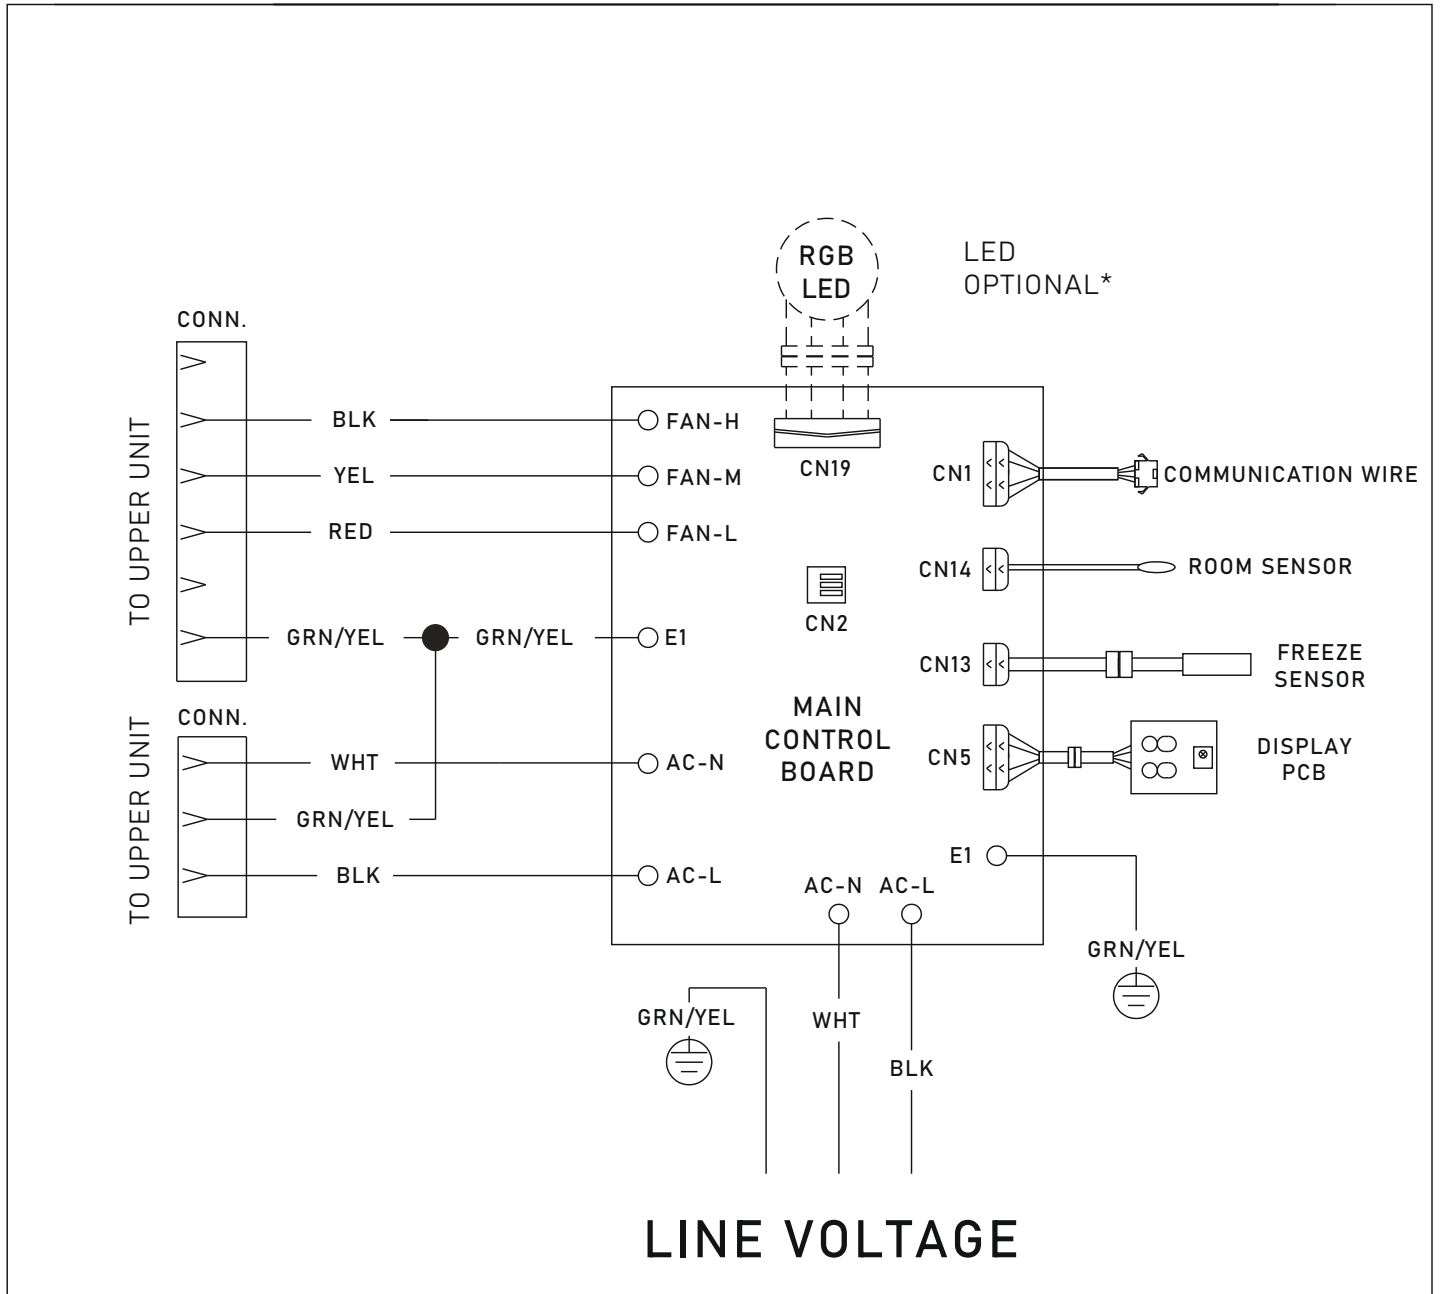 RGB
LED
LED
OPTIONAL*
CONN.
TO UPPER UNIT
BLK
FAN-H
YEL
FAN-M
RED
FAN-L
GRN/YEL
GRN/YEL
E1
CN19
CN1
COMMUNICATION WIRE
CN14
ROOM SENSOR
CN2
CN13
FREEZE
SENSOR
MAIN
CONTROL
BOARD
CN5
DISPLAY
PCB
CONN.
TO UPPER UNIT
WHT
AC-N
GRN/YEL
BLK
AC-L
E1
AC-N
AC-L
GRN/YEL
GRN/YEL
WHT
BLK
LINE VOLTAGE